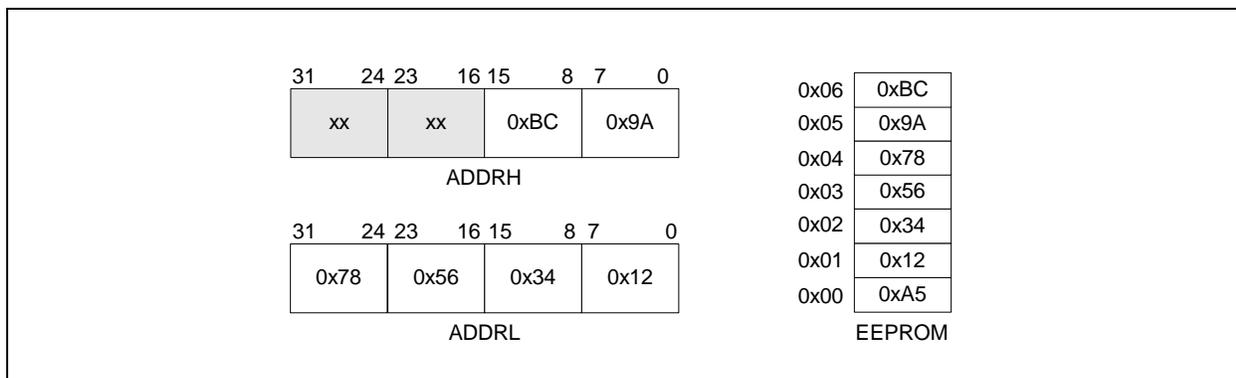 31 24 23 16 15 8 7 0
xx xx 0xBC 0x9A
ADDRH
31 24 23 16 15 8 7 0
0x78 0x56 0x34 0x12
ADDRL
0x06 0xBC
0x05 0x9A
0x04 0x78
0x03 0x56
0x02 0x34
0x01 0x12
0x00 0xA5
EEPROM